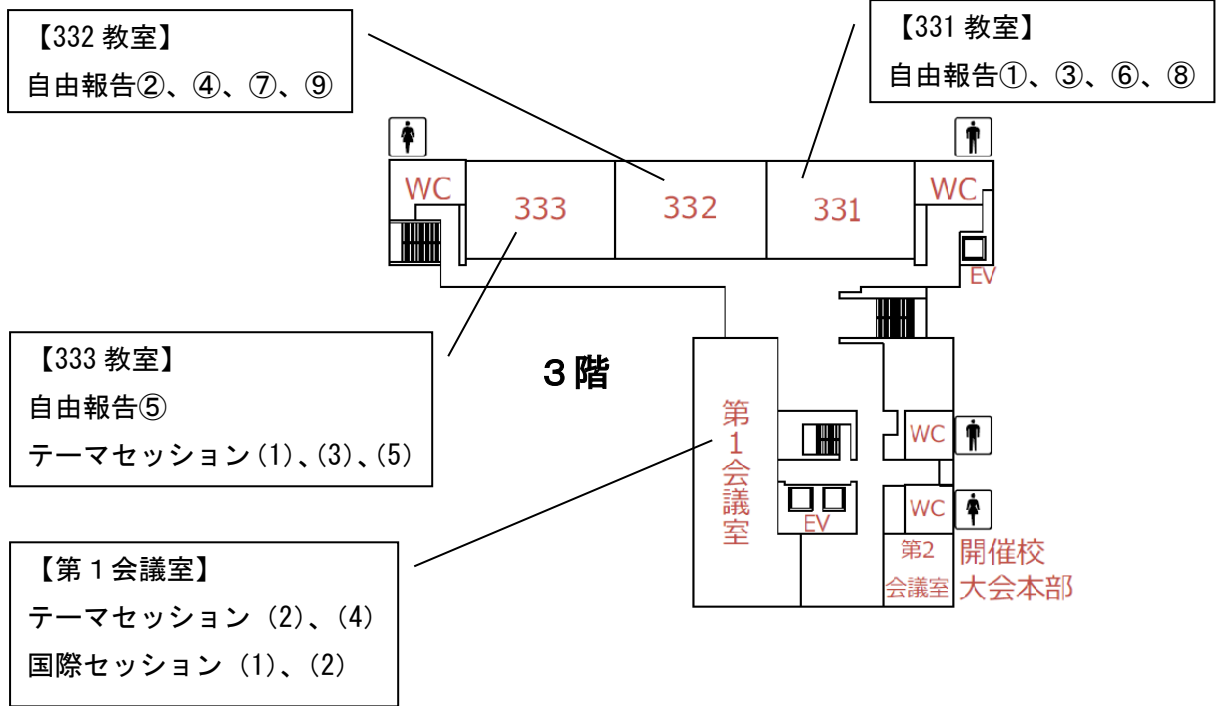 【332 教室】
自由報告②、④、⑦、⑨
【331 教室】
自由報告①、③、⑥、⑧
WC
333
332
331
WC
EV
【333 教室】
自由報告⑤
テーマセッション(1)、(3)、(5)
3階
第1会議室
WC
WC
EV
第2
会議室
開催校
大会本部
【第1会議室】
テーマセッション (2)、(4)
国際セッション (1)、(2)